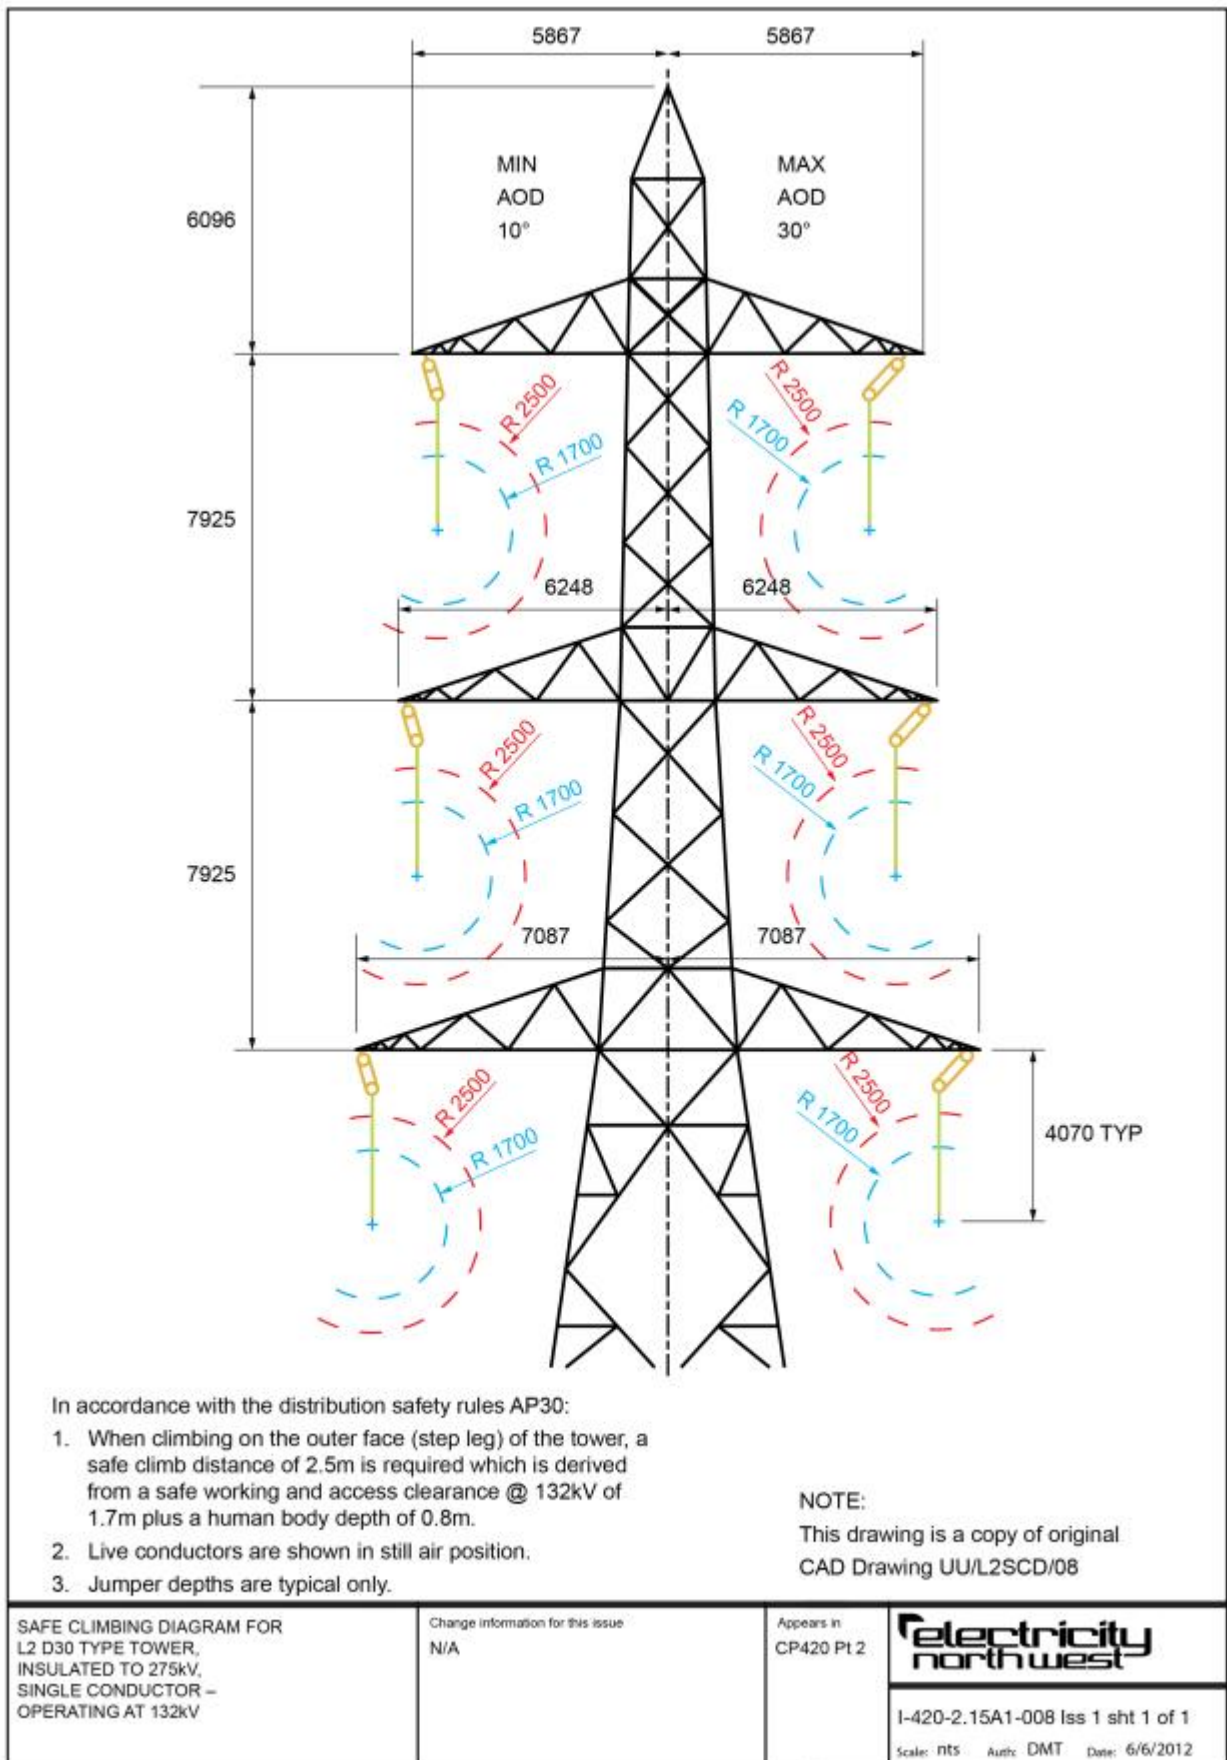 5867 5867
MIN
AOD
10°
MAX
AOD
30°
6096
R 2500
R 1700
R 2500
R 1700
7925
6248 6248
R 2500
R 1700
R 2500
R 1700
7925
7087 7087
R 2500
R 1700
R 2500
R 1700
4070 TYP
In accordance with the distribution safety rules AP30:
1. When climbing on the outer face (step leg) of the tower, a
safe climb distance of 2.5m is required which is derived
from a safe working and access clearance @ 132kV of
1.7m plus a human body depth of 0.8m.
2. Live conductors are shown in still air position.
3. Jumper depths are typical only.
NOTE:
This drawing is a copy of original
CAD Drawing UU/L2SCD/08
SAFE CLIMBING DIAGRAM FOR
L2 D30 TYPE TOWER,
INSULATED TO 275kV,
SINGLE CONDUCTOR –
OPERATING AT 132kV
Change information for this issue
N/A
Appears in
CP420 Pt 2
electricity
northwest
I-420-2.15A1-008 Iss 1 sht 1 of 1
Scale: nts Auth: DMT Date: 6/6/2012